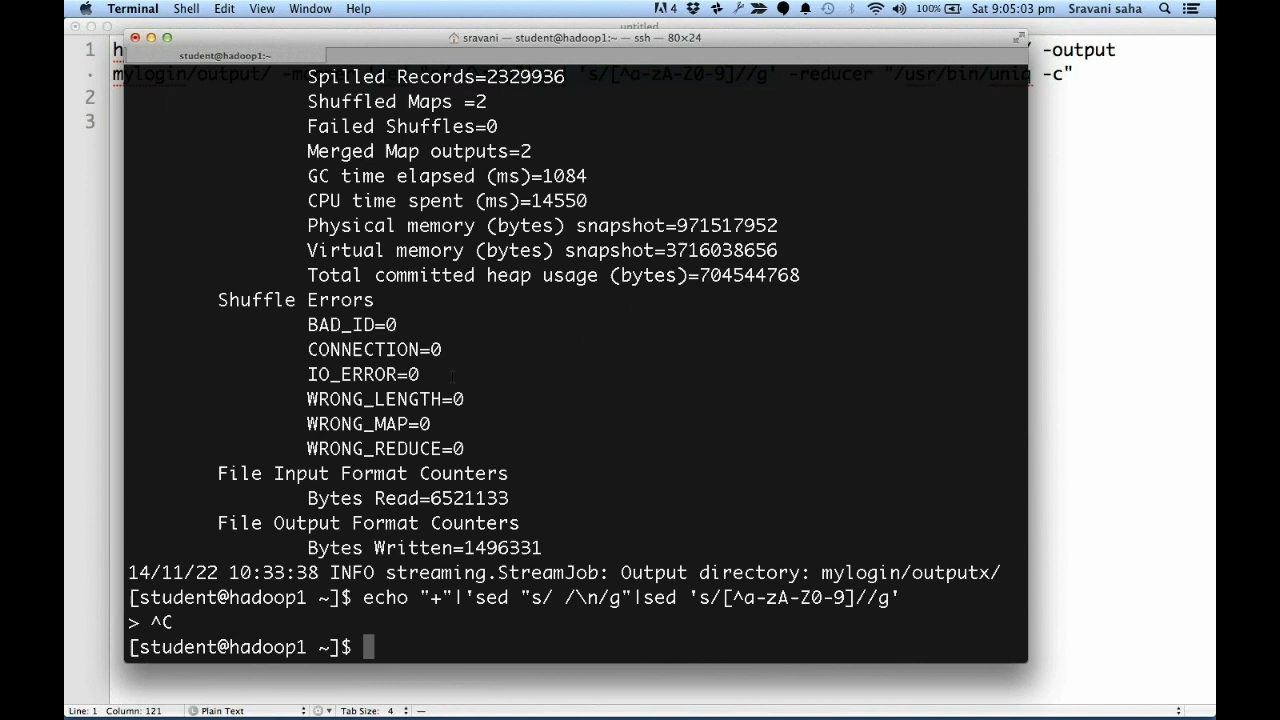 Terminal Shell Edit View Window Help 4 100% Sat 9:05:03 pm Sravani saha
untitled
sravani — student@hadoop1:~ — ssh — 80×24
student@hadoop1:~
1 h -output
mylogin/output/ 's/[^a-zA-Z0-9]//g' -reducer "/usr/bin/uniq -c"
2
3
Spilled Records=2329936
Shuffled Maps =2
Failed Shuffles=0
Merged Map outputs=2
GC time elapsed (ms)=1084
CPU time spent (ms)=14550
Physical memory (bytes) snapshot=971517952
Virtual memory (bytes) snapshot=3716038656
Total committed heap usage (bytes)=704544768
Shuffle Errors
BAD_ID=0
CONNECTION=0
IO_ERROR=0
WRONG_LENGTH=0
WRONG_MAP=0
WRONG_REDUCE=0
File Input Format Counters
Bytes Read=6521133
File Output Format Counters
Bytes Written=1496331
14/11/22 10:33:38 INFO streaming.StreamJob: Output directory: mylogin/outputx/
[student@hadoop1 ~]$ echo "+"|'sed "s/ /\n/g"|sed 's/[^a-zA-Z0-9]//g'
> ^C
[student@hadoop1 ~]$
Line: 1 Column: 121 Plain Text Tab Size: 4 —